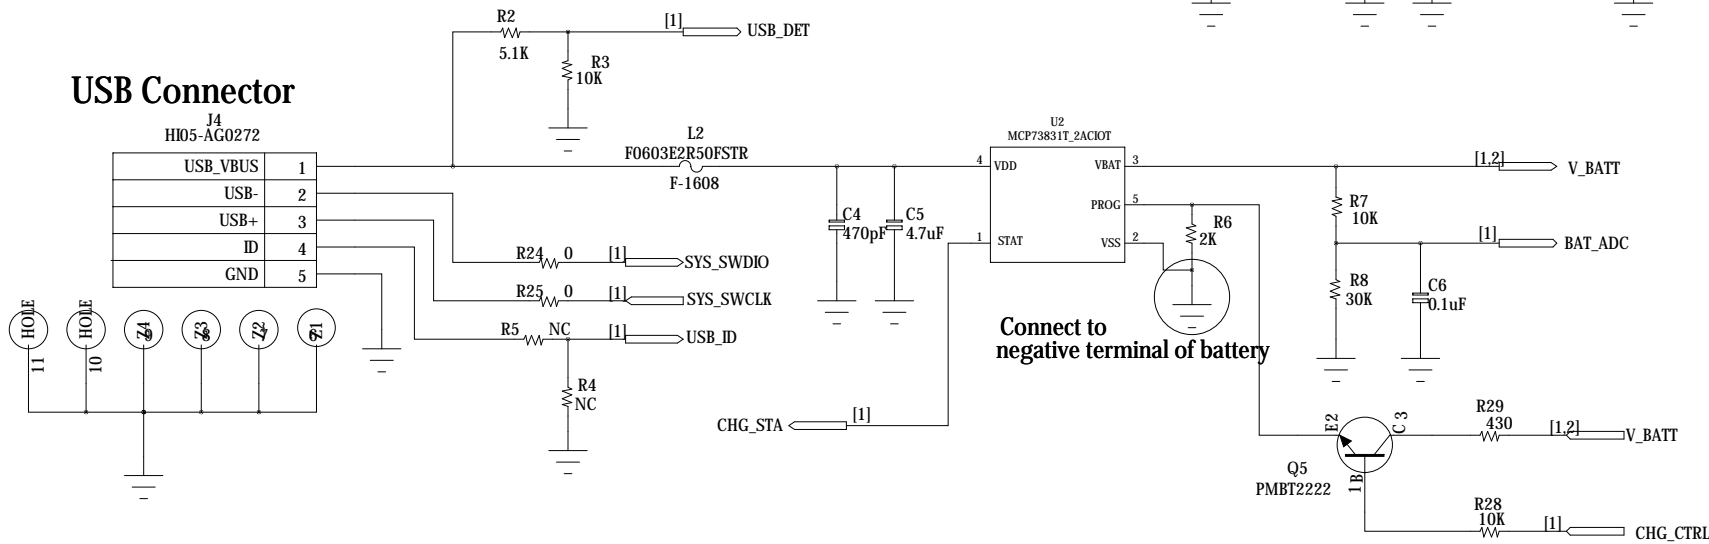 R2
[1]
USB_DET
5.1K
R3
10K
USB Connector
J4
HI05-AG0272
L2
F0603E2R50FSTR
F-1608
U2
MCP73831T_2ACIOT
USB_VBUS 1
USB- 2
USB+ 3
ID 4
GND 5
4 VDD
VBAT 3
PROG 5
1 STAT
VSS 2
[1,2]
V_BATT
C4
470pF
C5
4.7uF
R6
2K
R7
10K
[1]
BAT_ADC
R24 0
[1]
SYS_SWDIO
R25 0
[1]
SYS_SWCLK
R5 NC
[1]
USB_ID
R8
30K
C6
0.1uF
HOLE
HOLE
Z4
Z3
Z2
Z1
11
10
Connect to
negative terminal of battery
R4
NC
CHG_STA
[1]
E2
C 3
R29
430
[1,2]
V_BATT
Q5
PMBT2222
1 B
R28
10K
[1]
CHG_CTRL